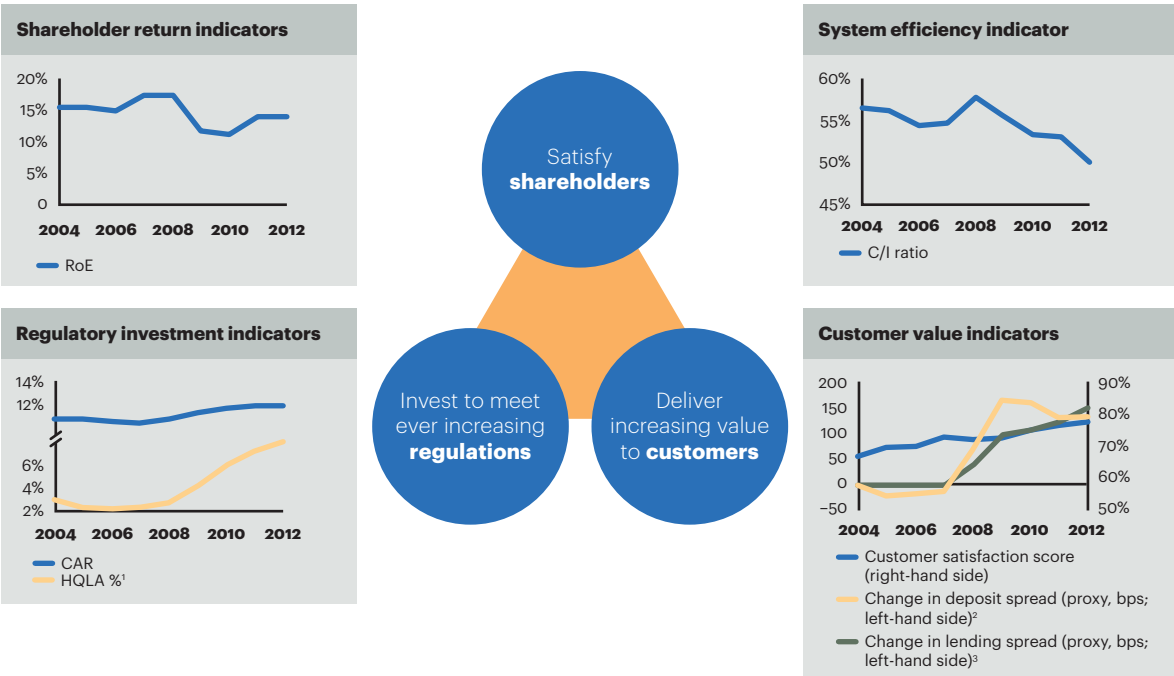 Shareholder return indicators
20%
15%
10%
5%
0
2004 2006 2008 2010 2012
RoE
Satisfy
shareholders
System efficiency indicator
60%
55%
50%
45%
2004 2006 2008 2010 2012
C/I ratio
Regulatory investment indicators
14%
12%
6%
4%
2%
2004 2006 2008 2010 2012
CAR
HQLA %¹
Invest to meet
ever increasing
regulations
Deliver
increasing value
to customers
Customer value indicators
200 90%
150 80%
100 70%
50
0 60%
–50 50%
2004 2006 2008 2010 2012
Customer satisfaction score
(right-hand side)
Change in deposit spread (proxy, bps;
left-hand side)²
Change in lending spread (proxy, bps;
left-hand side)³